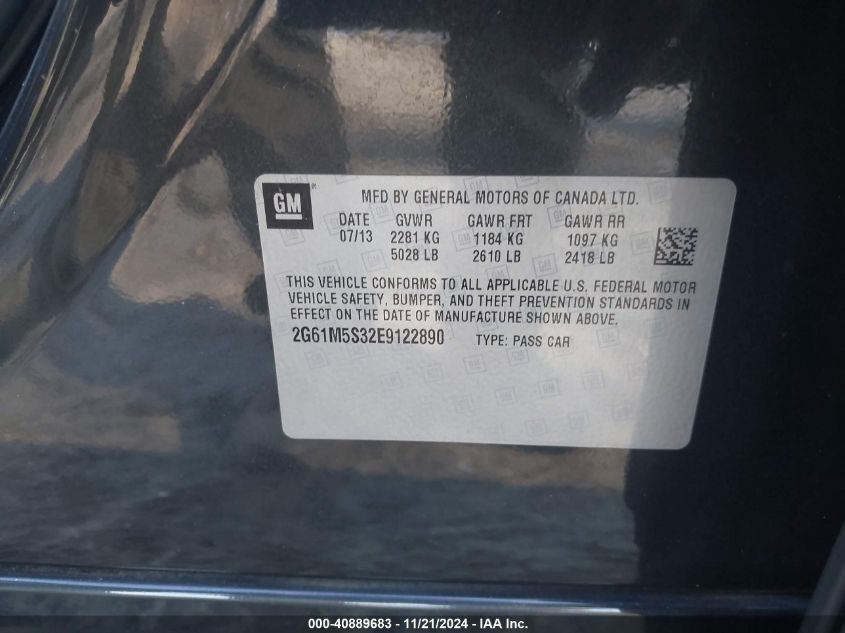 GM
MFD BY GENERAL MOTORS OF CANADA LTD.
DATE GVWR GAWR FRT GAWR RR
07/13 2281 KG 1184 KG 1097 KG
5028 LB 2610 LB 2418 LB
THIS VEHICLE CONFORMS TO ALL APPLICABLE U.S. FEDERAL MOTOR
VEHICLE SAFETY, BUMPER, AND THEFT PREVENTION STANDARDS IN
EFFECT ON THE DATE OF MANUFACTURE SHOWN ABOVE.
2G61M5S32E9122890 TYPE: PASS CAR
000-40889683 - 11/21/2024 - IAA Inc.